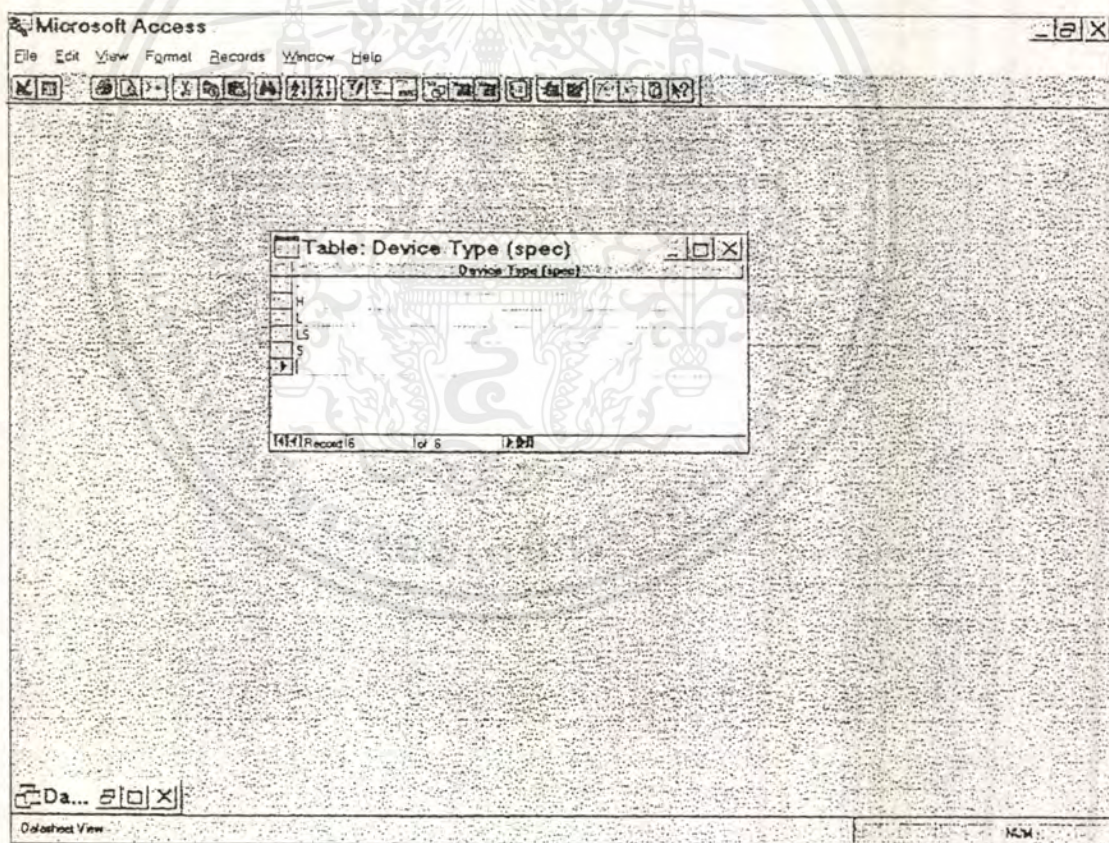 Microsoft Access
File Edit View Format Records Window Help
Table: Device Type (spec)
Device Type (spec)
H
L
LS
S
Record 6 of 6
Da...
Datasheet View
NUM